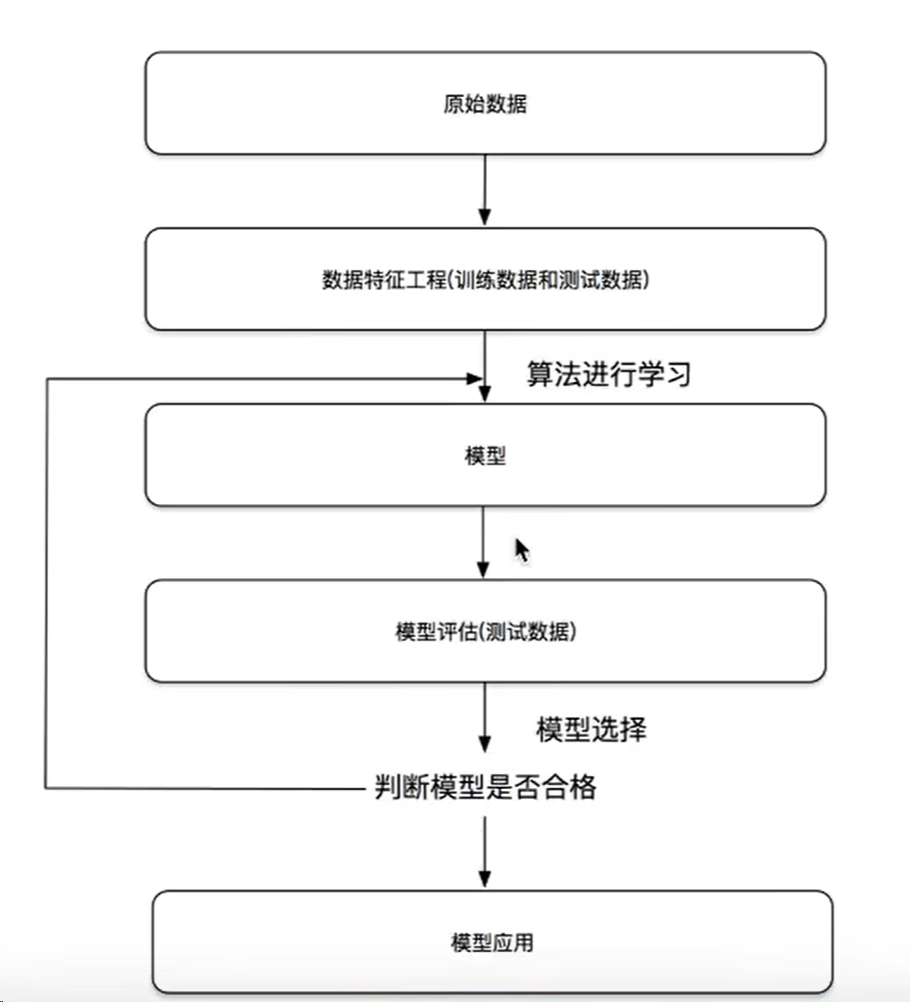 原始数据
数据特征工程(训练数据和测试数据)
算法进行学习
模型
模型评估(测试数据)
模型选择
判断模型是否合格
模型应用